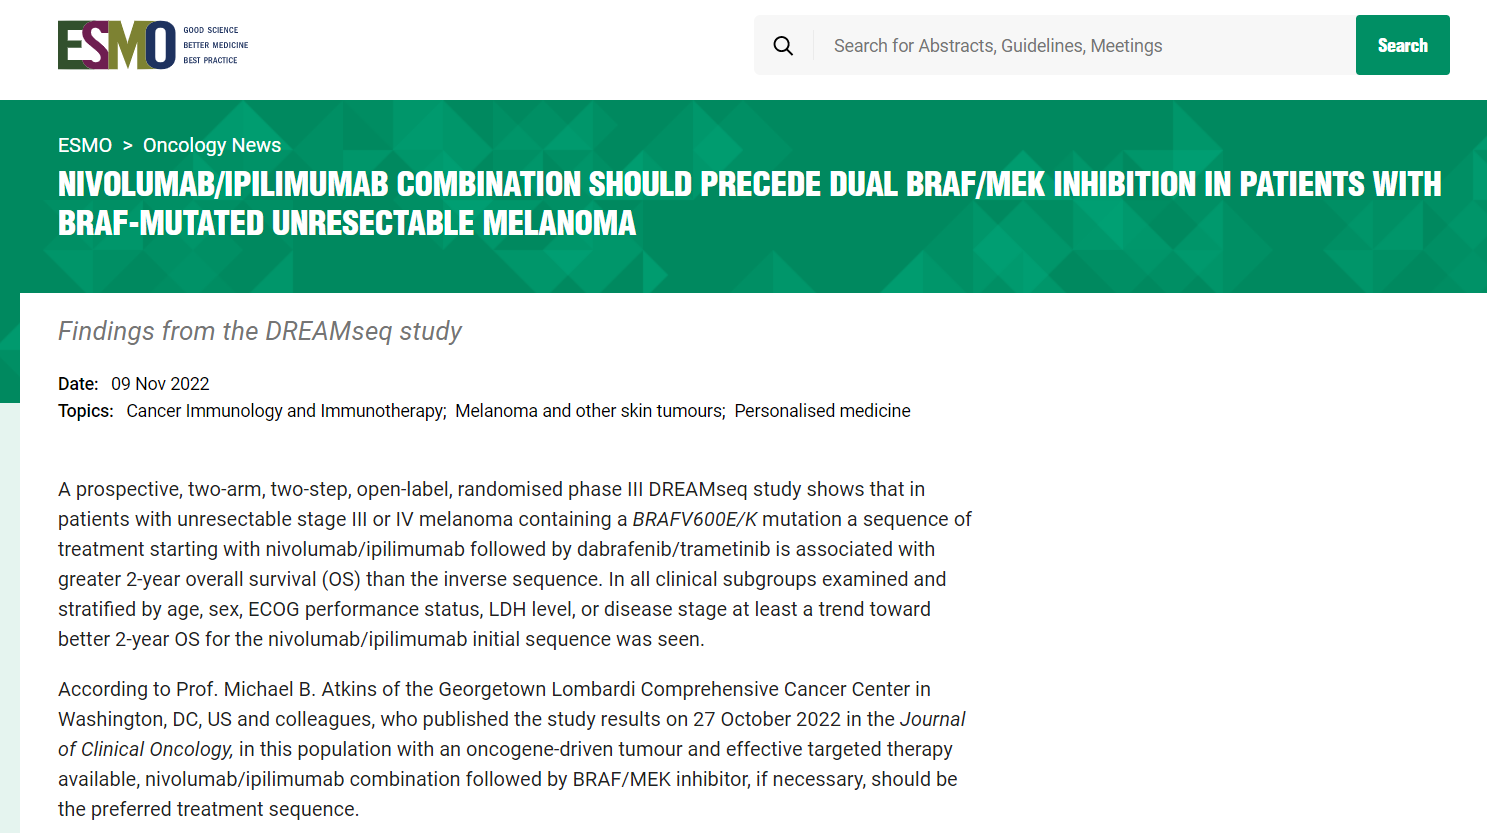 ESMO
GOOD SCIENCE
BETTER MEDICINE
BEST PRACTICE
Search for Abstracts, Guidelines, Meetings
Search
ESMO > Oncology News
NIVOLUMAB/IPILIMUMAB COMBINATION SHOULD PRECEDE DUAL BRAF/MEK INHIBITION IN PATIENTS WITH
BRAF-MUTATED UNRESECTABLE MELANOMA
Findings from the DREAMseq study
Date: 09 Nov 2022
Topics: Cancer Immunology and Immunotherapy; Melanoma and other skin tumours; Personalised medicine
A prospective, two-arm, two-step, open-label, randomised phase III DREAMseq study shows that in
patients with unresectable stage III or IV melanoma containing a BRAFV600E/K mutation a sequence of
treatment starting with nivolumab/ipilimumab followed by dabrafenib/trametinib is associated with
greater 2-year overall survival (OS) than the inverse sequence. In all clinical subgroups examined and
stratified by age, sex, ECOG performance status, LDH level, or disease stage at least a trend toward
better 2-year OS for the nivolumab/ipilimumab initial sequence was seen.
According to Prof. Michael B. Atkins of the Georgetown Lombardi Comprehensive Cancer Center in
Washington, DC, US and colleagues, who published the study results on 27 October 2022 in the Journal
of Clinical Oncology, in this population with an oncogene-driven tumour and effective targeted therapy
available, nivolumab/ipilimumab combination followed by BRAF/MEK inhibitor, if necessary, should be
the preferred treatment sequence.